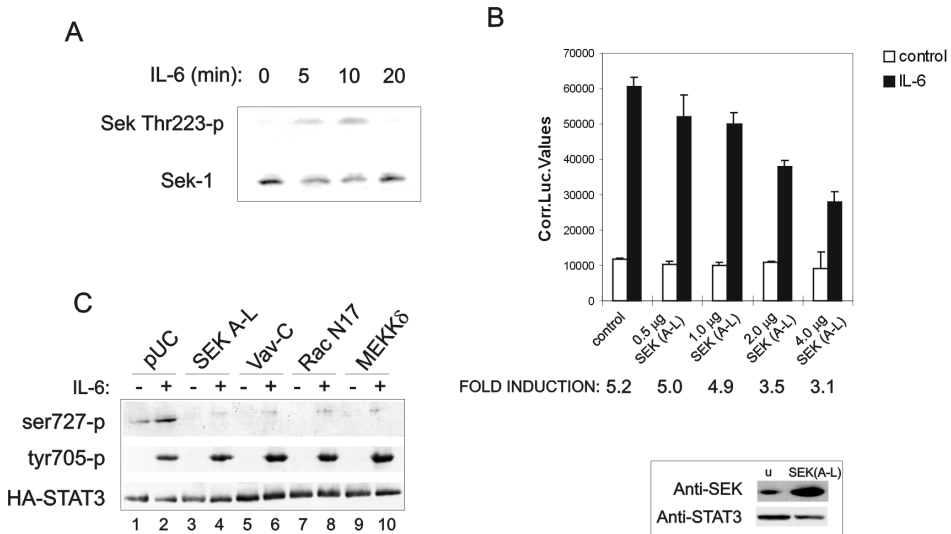 A
IL-6 (min): 0 5 10 20
Sek Thr223-p
Sek-1
B
control
IL-6
Corr.Luc.Values
70000
60000
50000
40000
30000
20000
10000
0
control
0.5 µg SEK (A-L)
1.0 µg SEK (A-L)
2.0 µg SEK (A-L)
4.0 µg SEK (A-L)
FOLD INDUCTION: 5.2 5.0 4.9 3.5 3.1
u SEK(A-L)
Anti-SEK
Anti-STAT3
C
pUC SEK A-L Vav-C Rac N17 MEKKδ
IL-6: - + - + - + - + - +
ser727-p
tyr705-p
HA-STAT3
1 2 3 4 5 6 7 8 9 10